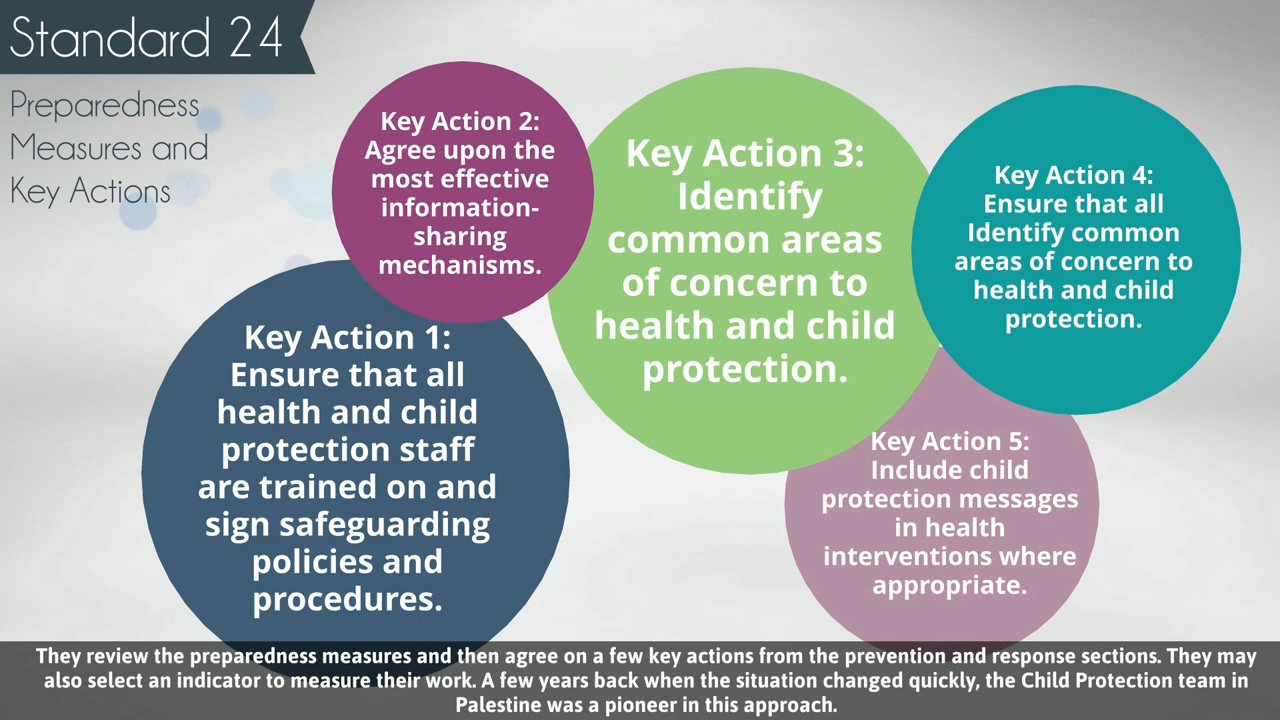 Standard 24
Preparedness
Measures and
Key Actions
Key Action 1:
Ensure that all
health and child
protection staff
are trained on and
sign safeguarding
policies and
procedures.
Key Action 2:
Agree upon the
most effective
information-
sharing
mechanisms.
Key Action 3:
Identify
common areas
of concern to
health and child
protection.
Key Action 4:
Ensure that all
Identify common
areas of concern to
health and child
protection.
Key Action 5:
Include child
protection messages
in health
interventions where
appropriate.
They review the preparedness measures and then agree on a few key actions from the prevention and response sections. They may
also select an indicator to measure their work. A few years back when the situation changed quickly, the Child Protection team in
Palestine was a pioneer in this approach.